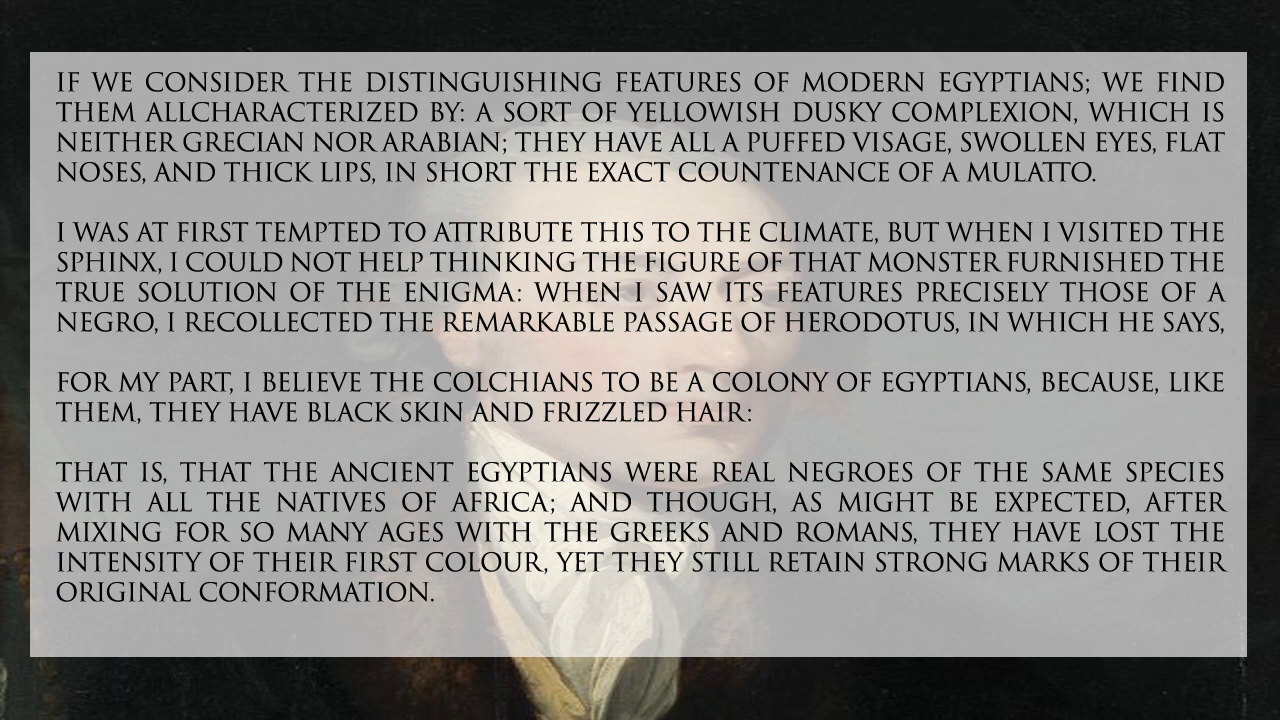 IF WE CONSIDER THE DISTINGUISHING FEATURES OF MODERN EGYPTIANS; WE FIND
THEM ALLCHARACTERIZED BY: A SORT OF YELLOWISH DUSKY COMPLEXION, WHICH IS
NEITHER GRECIAN NOR ARABIAN; THEY HAVE ALL A PUFFED VISAGE, SWOLLEN EYES, FLAT
NOSES, AND THICK LIPS, IN SHORT THE EXACT COUNTENANCE OF A MULATTO.
I WAS AT FIRST TEMPTED TO ATTRIBUTE THIS TO THE CLIMATE, BUT WHEN I VISITED THE
SPHINX, I COULD NOT HELP THINKING THE FIGURE OF THAT MONSTER FURNISHED THE
TRUE SOLUTION OF THE ENIGMA: WHEN I SAW ITS FEATURES PRECISELY THOSE OF A
NEGRO, I RECOLLECTED THE REMARKABLE PASSAGE OF HERODOTUS, IN WHICH HE SAYS,
FOR MY PART, I BELIEVE THE COLCHIANS TO BE A COLONY OF EGYPTIANS, BECAUSE, LIKE
THEM, THEY HAVE BLACK SKIN AND FRIZZLED HAIR:
THAT IS, THAT THE ANCIENT EGYPTIANS WERE REAL NEGROES OF THE SAME SPECIES
WITH ALL THE NATIVES OF AFRICA; AND THOUGH, AS MIGHT BE EXPECTED, AFTER
MIXING FOR SO MANY AGES WITH THE GREEKS AND ROMANS, THEY HAVE LOST THE
INTENSITY OF THEIR FIRST COLOUR, YET THEY STILL RETAIN STRONG MARKS OF THEIR
ORIGINAL CONFORMATION.